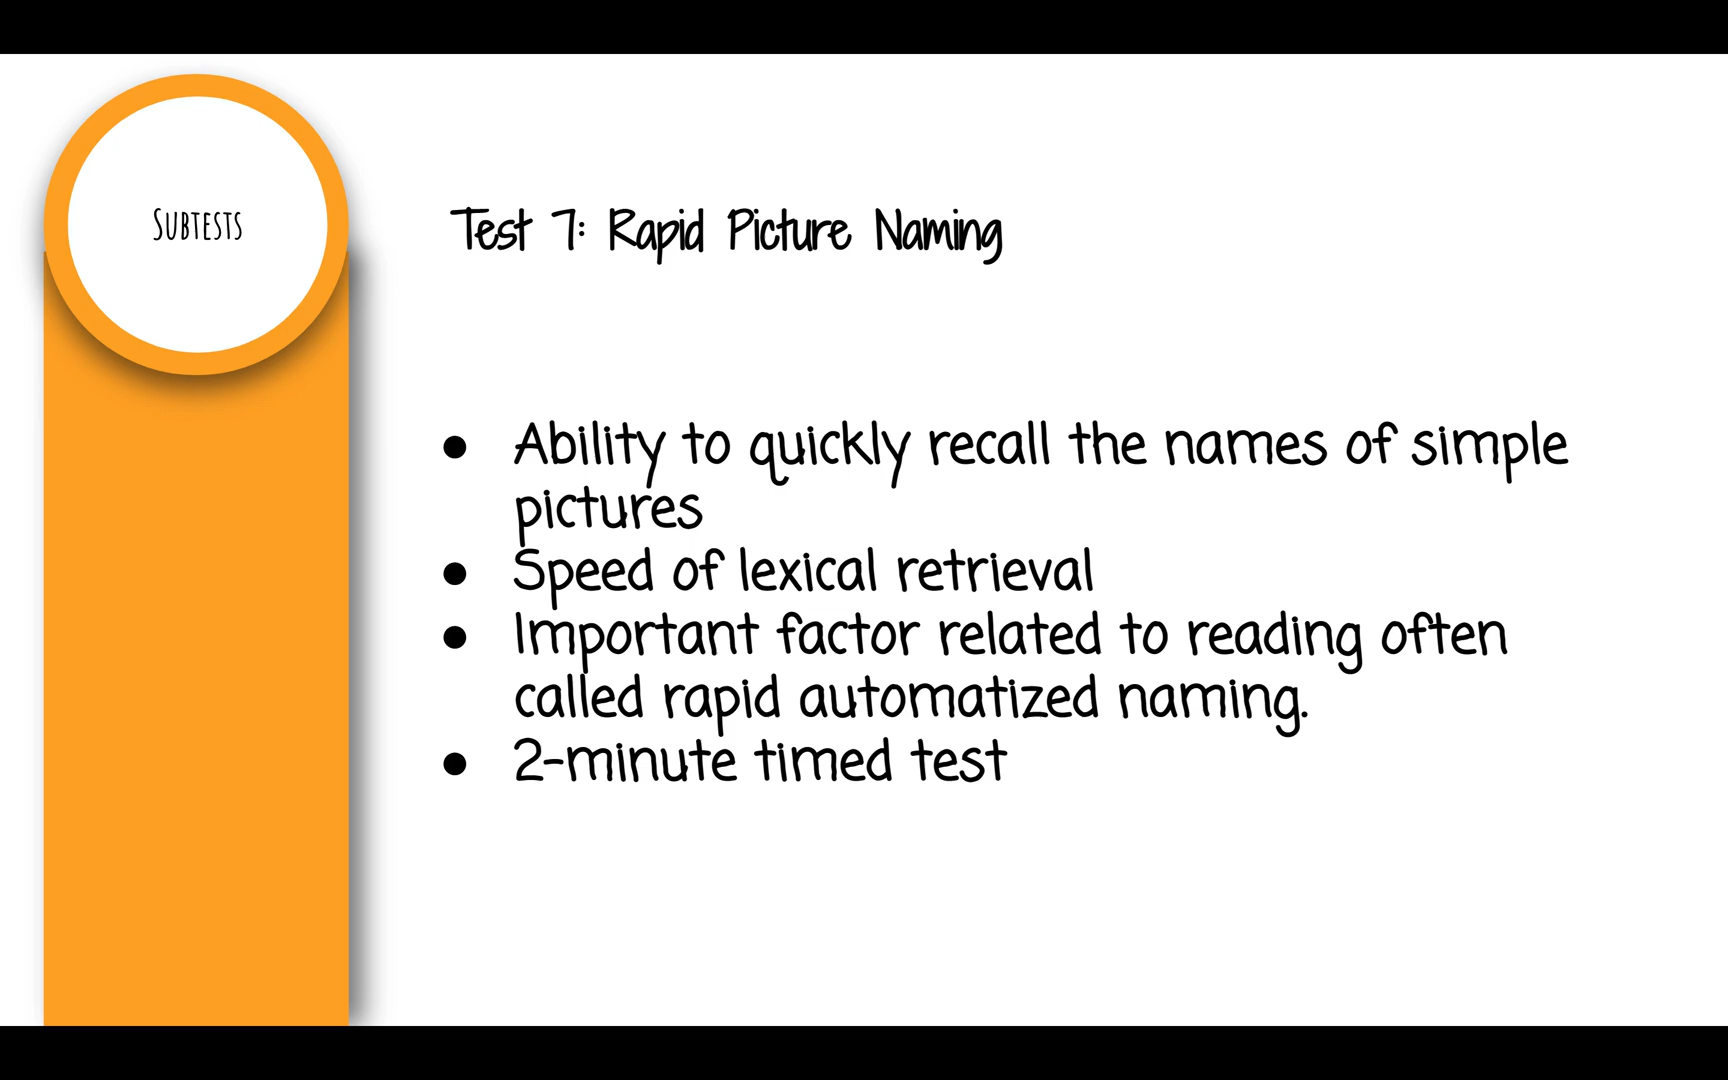 SUBTESTS
Test 7: Rapid Picture Naming
● Ability to quickly recall the names of simple
pictures
● Speed of lexical retrieval
● Important factor related to reading often
called rapid automatized naming.
● 2-minute timed test